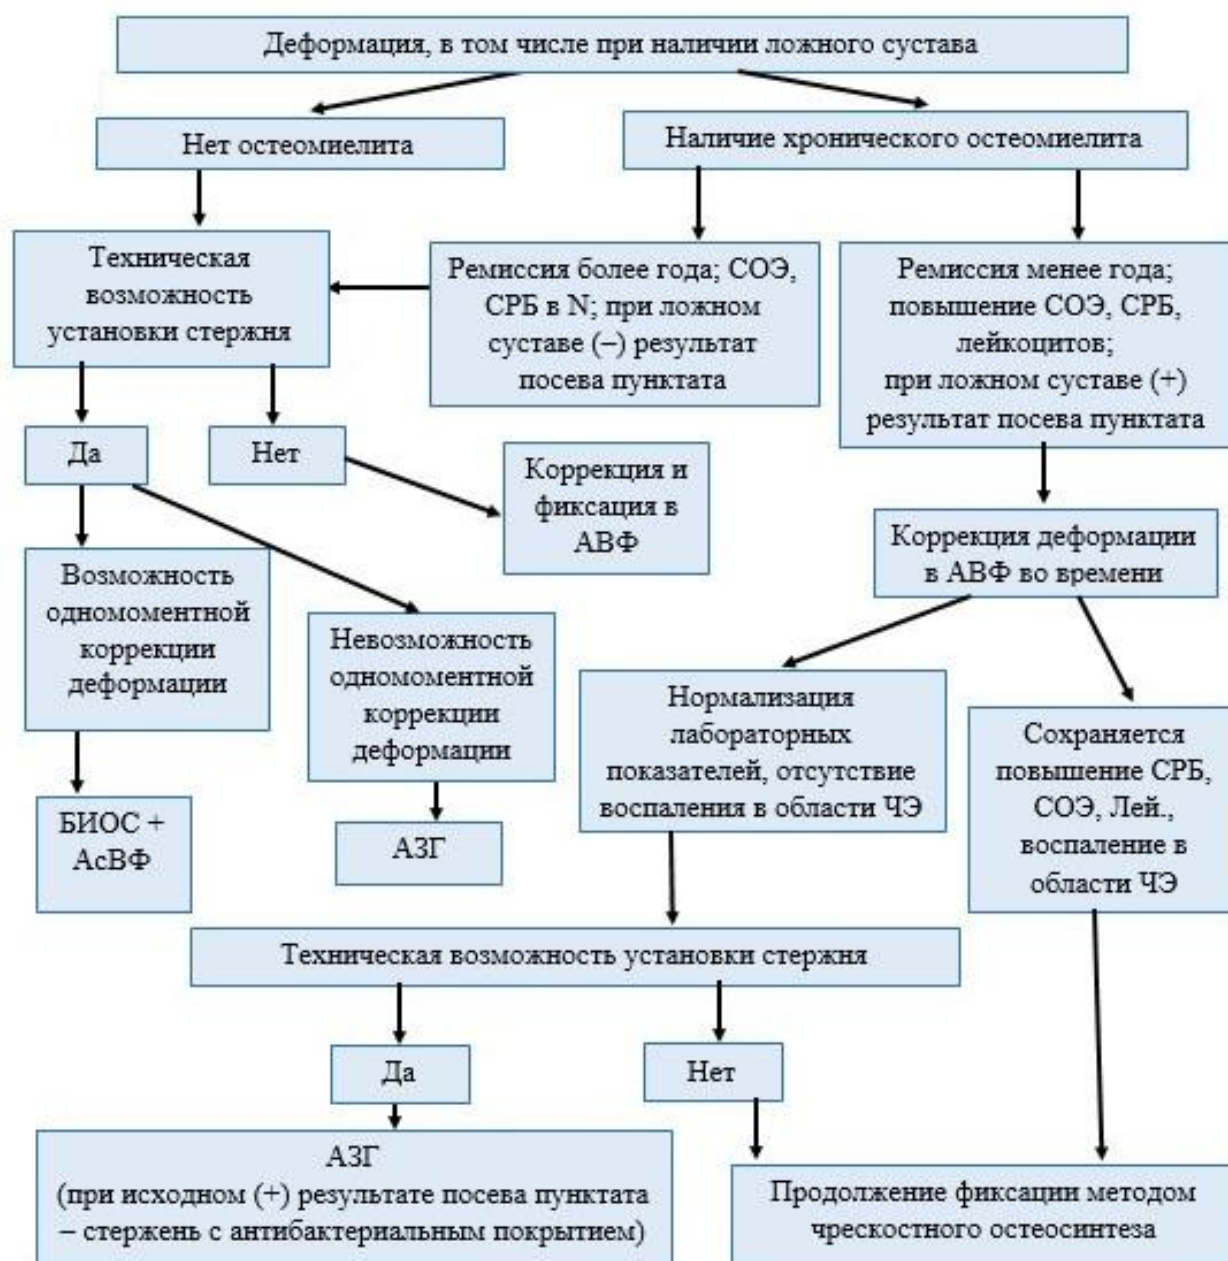 Деформация, в том числе при наличии ложного сустава
Нет остеомиелита
Наличие хронического остеомиелита
Техническая
возможность
установки стержня
Ремиссия более года; СОЭ,
СРБ в N; при ложном
суставе (–) результат
посева пунктата
Ремиссия менее года;
повышение СОЭ, СРБ,
лейкоцитов;
при ложном суставе (+)
результат посева пунктата
Да
Нет
Коррекция и
фиксация в
АВФ
Коррекция деформации
в АВФ во времени
Возможность
одномоментной
коррекции
деформации
Невозможность
одномоментной
коррекции
деформации
Нормализация
лабораторных
показателей, отсутствие
воспаления в области ЧЭ
Сохраняется
повышение СРБ,
СОЭ, Лей.,
воспаление в
области ЧЭ
БИОС +
АсВФ
АЗГ
Техническая возможность установки стержня
Да
Нет
АЗГ
(при исходном (+) результате посева пунктата
– стержень с антибактериальным покрытием)
Продолжение фиксации методом
чрескостного остеосинтеза